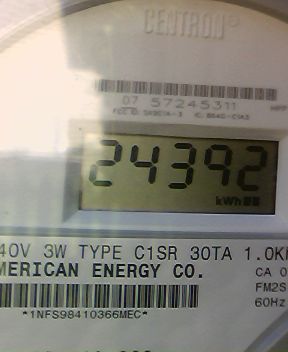 CENTRON®
07 57245311
24392
kWh
40V 3W TYPE C1SR 30TA 1.0K
MERICAN ENERGY CO.
CA 0
FM2S
60Hz
*1NFS98410366MEC*